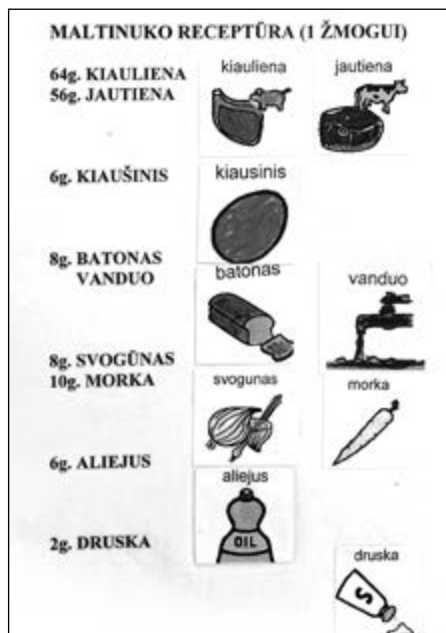 MALTINUKO RECEPTŪRA (1 ŽMOGUI)
64g. KIAULIENA
56g. JAUTIENA
kiauliena
jautiena
6g. KIAUŠINIS
kiausinis
8g. BATONAS
VANDUO
batonas
vanduo
8g. SVOGŪNAS
10g. MORKA
svogunas
morka
6g. ALIEJUS
aliejus
OIL
2g. DRUSKA
druska
S